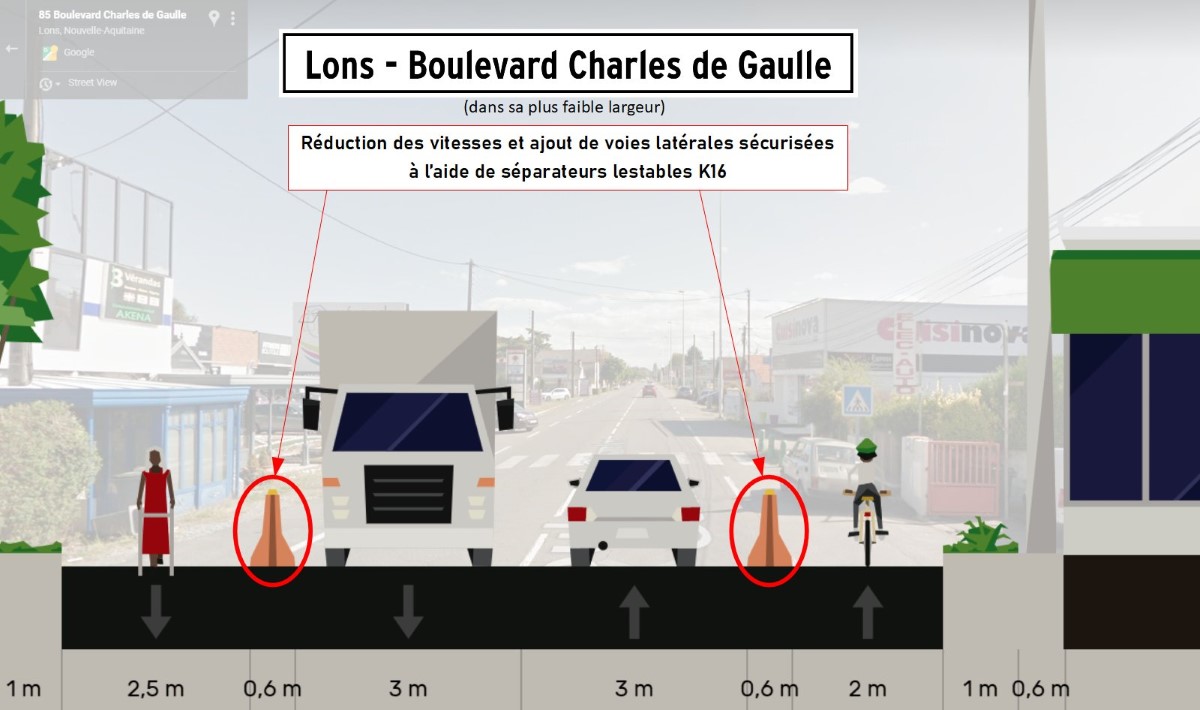 85 Boulevard Charles de Gaulle
Lons, Nouvelle-Aquitaine
Google
Street View
Lons - Boulevard Charles de Gaulle
(dans sa plus faible largeur)
Réduction des vitesses et ajout de voies latérales sécurisées
à l'aide de séparateurs lestables K16
3 Vérandas
AKENA
Cuisinova
Cuisinova
1 m
2,5 m
0,6 m
3 m
3 m
0,6 m
2 m
1 m
0,6 m